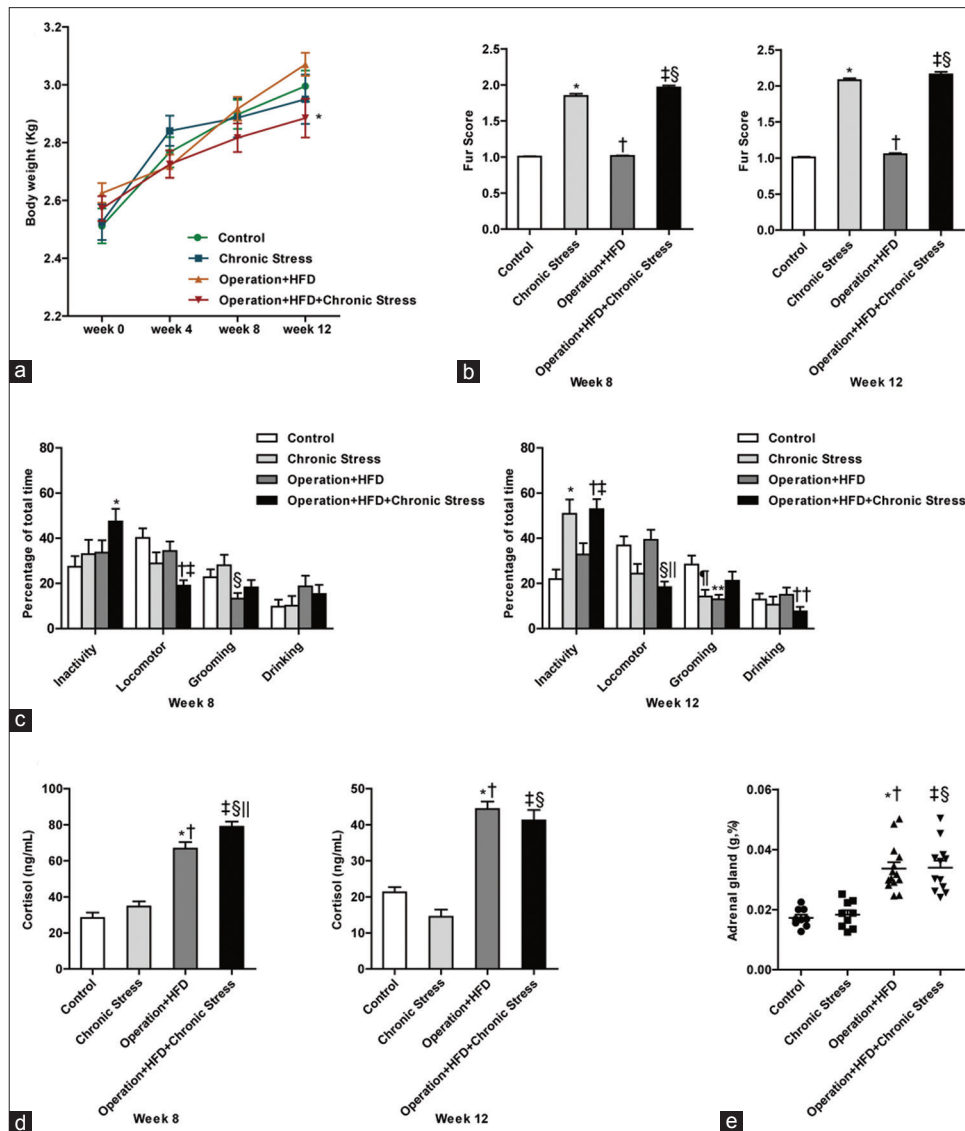 3.2
3.0
2.8
2.6
2.4
2.2
Body weight (Kg)
*
Control
Chronic Stress
Operation+HFD
Operation+HFD+Chronic Stress
week 0 week 4 week 8 week 12
a
2.5
2.0
1.5
1.0
0.5
0.0
Fur Score
* † ‡§
Control
Chronic Stress
Operation+HFD
Operation+HFD+Chronic Stress
Week 8
2.5
2.0
1.5
1.0
0.5
0.0
Fur Score
* † ‡§
Control
Chronic Stress
Operation+HFD
Operation+HFD+Chronic Stress
Week 12
b
80
60
40
20
0
Percentage of total time
Control
Chronic Stress
Operation+HFD
Operation+HFD+Chronic Stress
* †‡ §
Inactivity
Locomotor
Grooming
Drinking
Week 8
80
60
40
20
0
Percentage of total time
Control
Chronic Stress
Operation+HFD
Operation+HFD+Chronic Stress
* †‡ §|| ¶ ** ††
Inactivity
Locomotor
Grooming
Drinking
Week 12
c
100
80
60
40
20
0
Cortisol (ng/mL)
*† ‡§||
Control
Chronic Stress
Operation+HFD
Operation+HFD+Chronic Stress
Week 8
50
40
30
20
10
0
Cortisol (ng/mL)
*† ‡§
Control
Chronic Stress
Operation+HFD
Operation+HFD+Chronic Stress
Week 12
d
0.06
0.04
0.02
0.00
Adrenal gland (g,%)
*† ‡§
Control
Chronic Stress
Operation+HFD
Operation+HFD+Chronic Stress
e